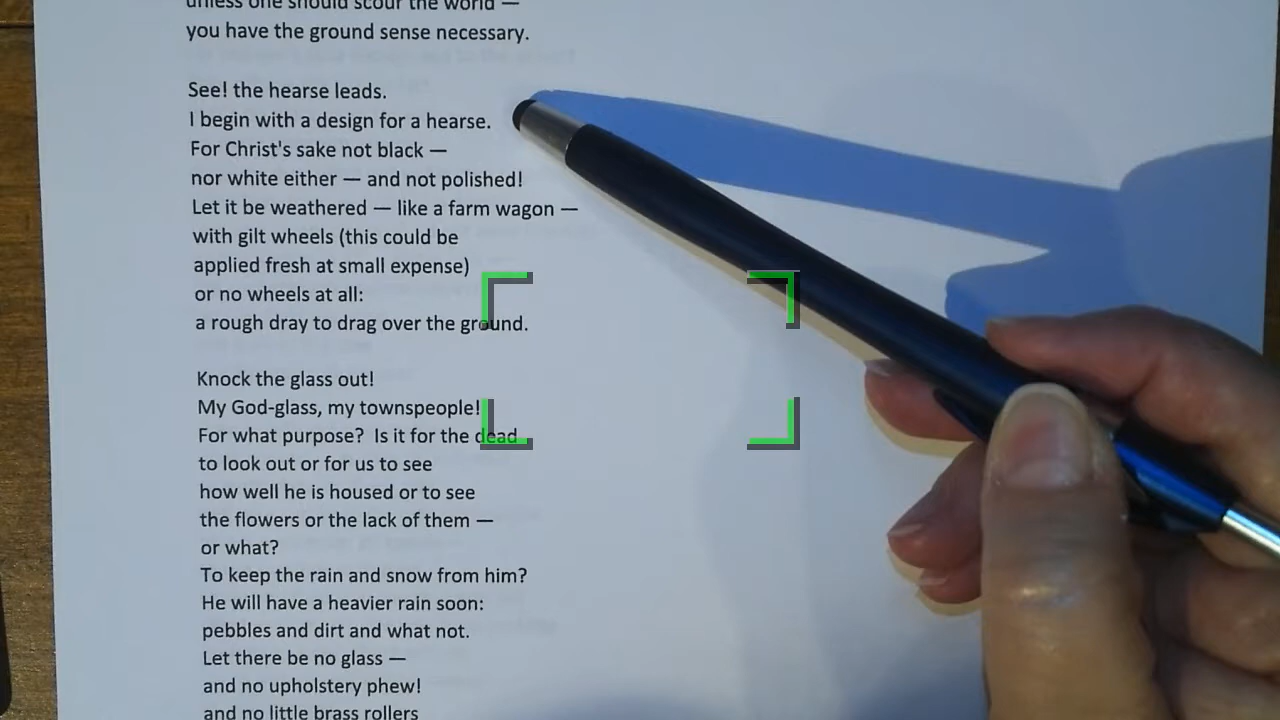 unless one should scour the world —
you have the ground sense necessary.
See! the hearse leads.
I begin with a design for a hearse.
For Christ's sake not black —
nor white either — and not polished!
Let it be weathered — like a farm wagon —
with gilt wheels (this could be
applied fresh at small expense)
or no wheels at all:
a rough dray to drag over the ground.
Knock the glass out!
My God-glass, my townspeople!
For what purpose? Is it for the dead
to look out or for us to see
how well he is housed or to see
the flowers or the lack of them —
or what?
To keep the rain and snow from him?
He will have a heavier rain soon:
pebbles and dirt and what not.
Let there be no glass —
and no upholstery phew!
and no little brass rollers